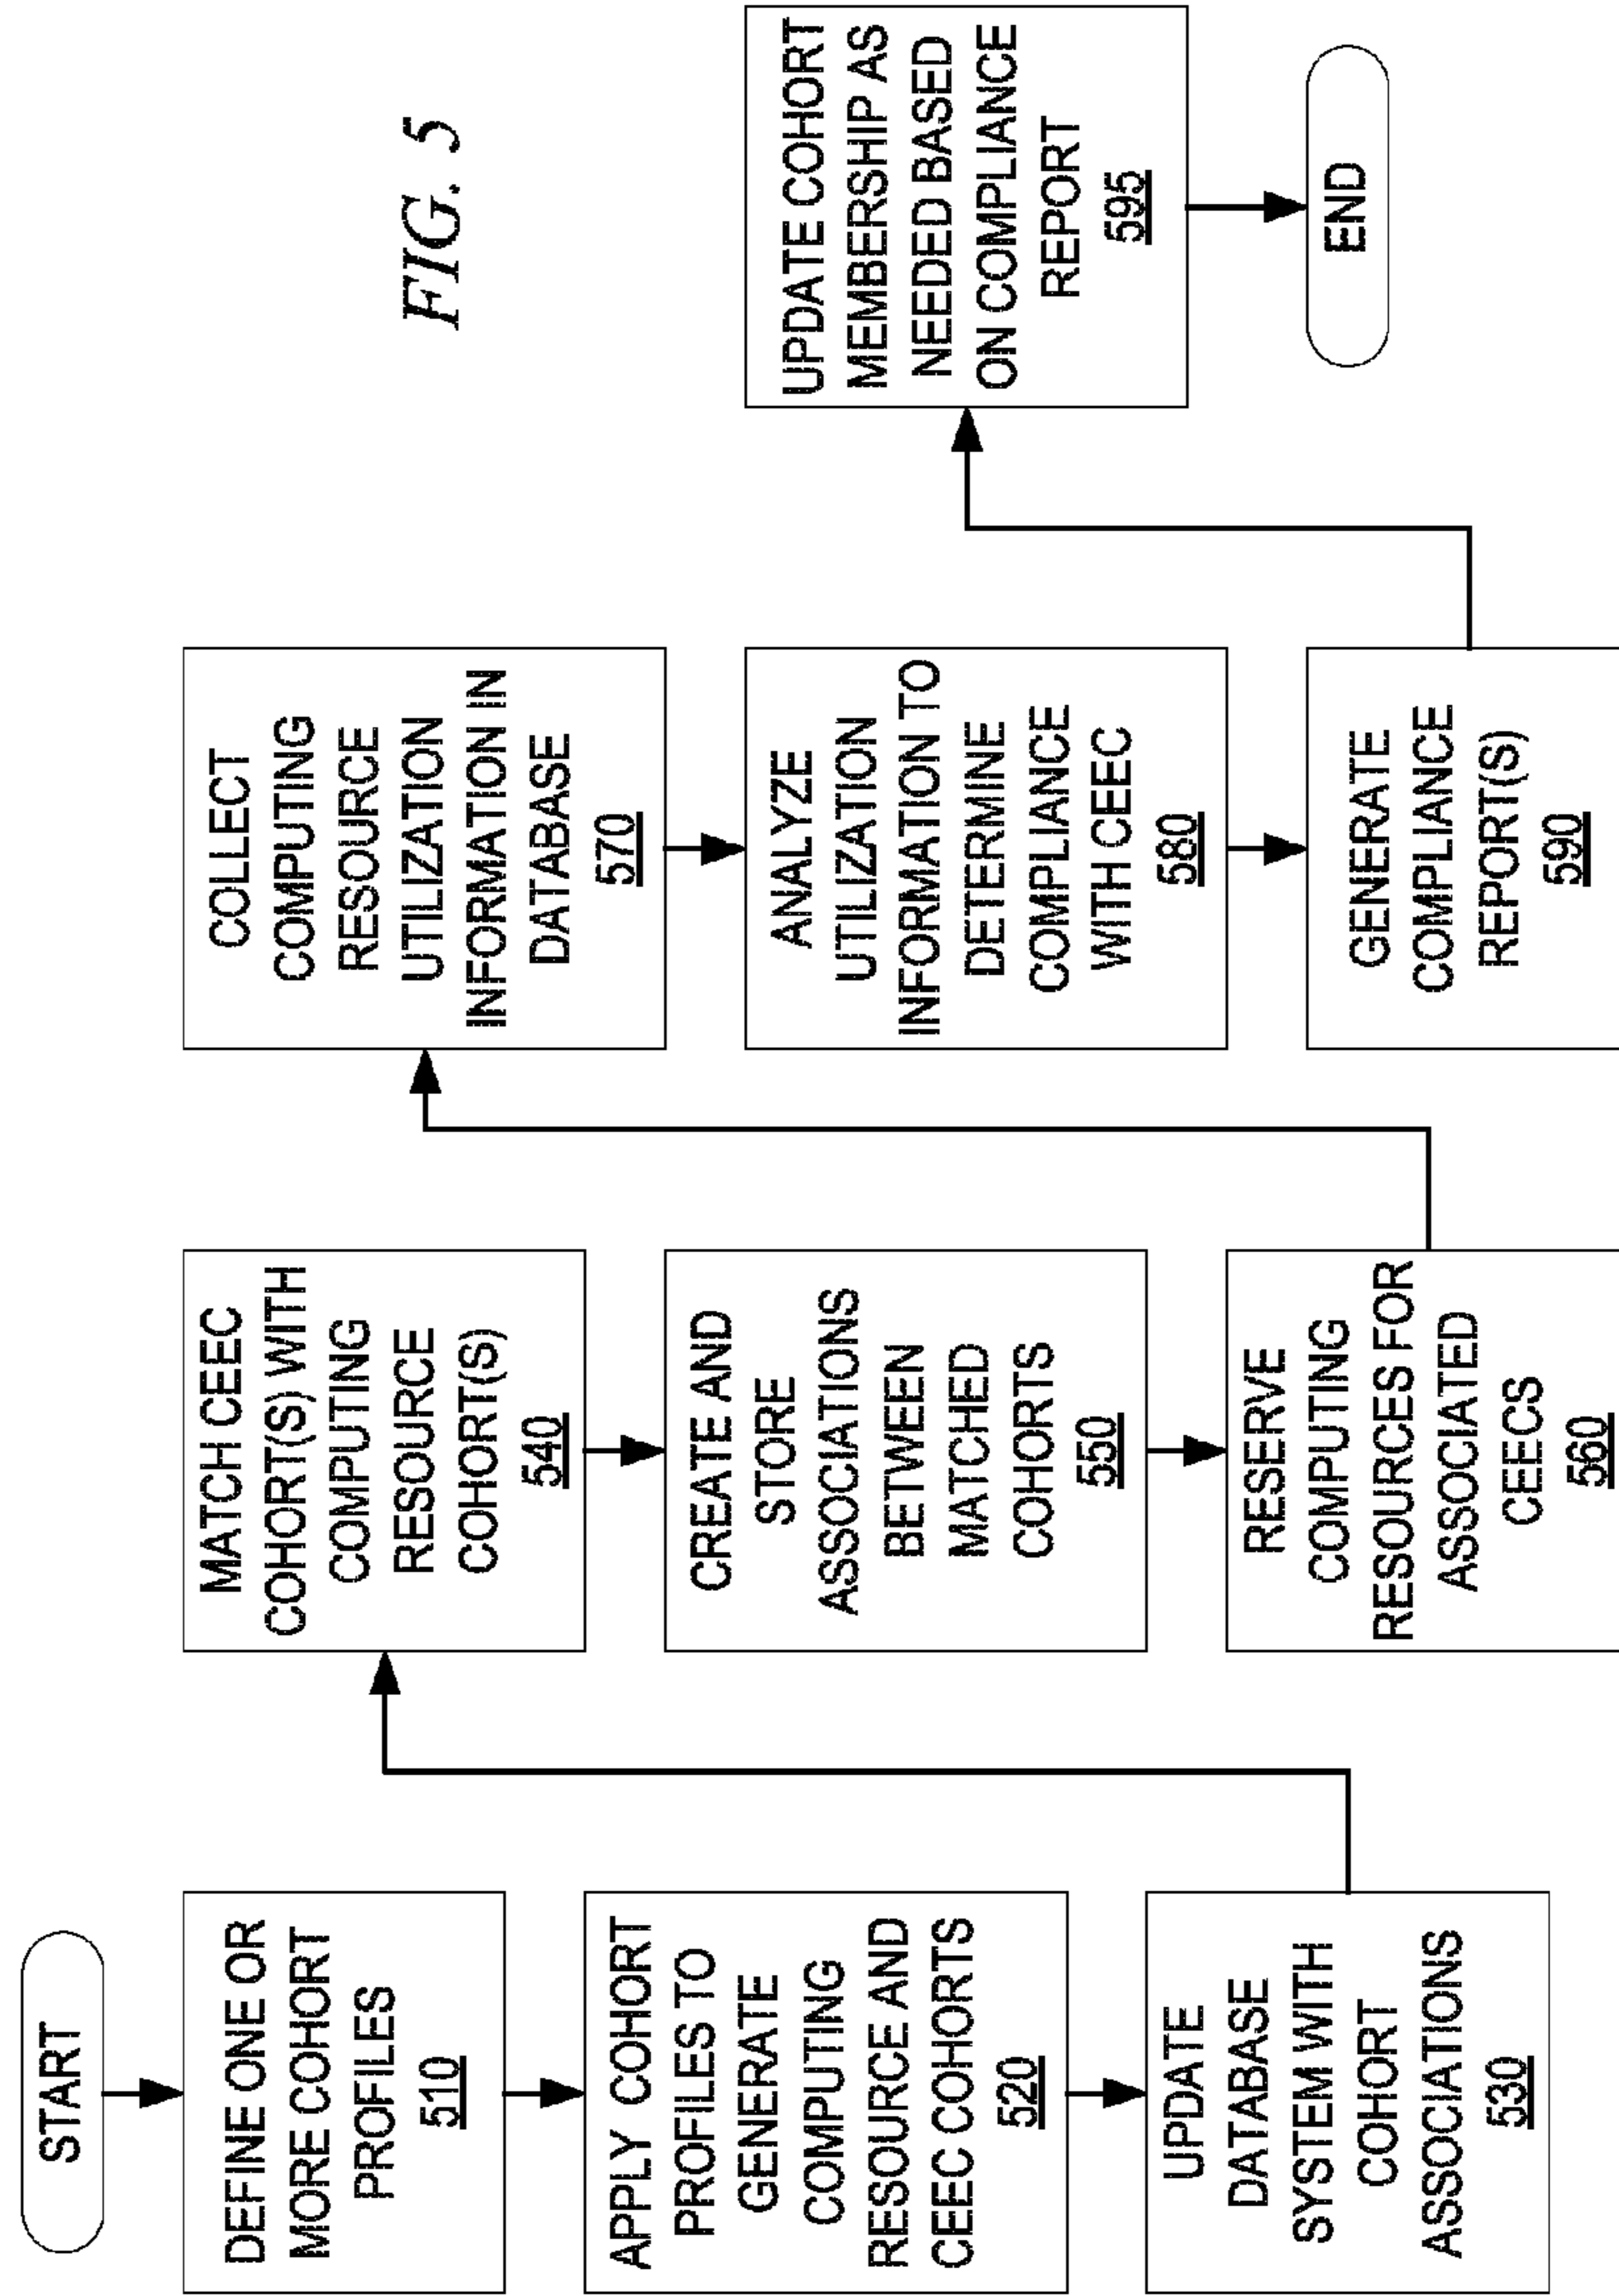 START
DEFINE ONE OR
MORE COHORT
PROFILES
510
APPLY COHORT
PROFILES TO
GENERATE
COMPUTING
RESOURCE AND
CEEC COHORTS
520
UPDATE
DATABASE
SYSTEM WITH
COHORT
ASSOCIATIONS
530
MATCH CEEC
COHORT(S) WITH
COMPUTING
RESOURCE
COHORT(S)
540
CREATE AND
STORE
ASSOCIATIONS
BETWEEN
MATCHED
COHORTS
550
RESERVE
COMPUTING
RESOURCES FOR
ASSOCIATED
CEECS
560
COLLECT
COMPUTING
RESOURCE
UTILIZATION
INFORMATION IN
DATABASE
570
ANALYZE
UTILIZATION
INFORMATION TO
DETERMINE
COMPLIANCE
WITH CEEC
580
GENERATE
COMPLIANCE
REPORT(S)
590
FIG. 5
UPDATE COHORT
MEMBERSHIP AS
NEEDED BASED
ON COMPLIANCE
REPORT
595
END